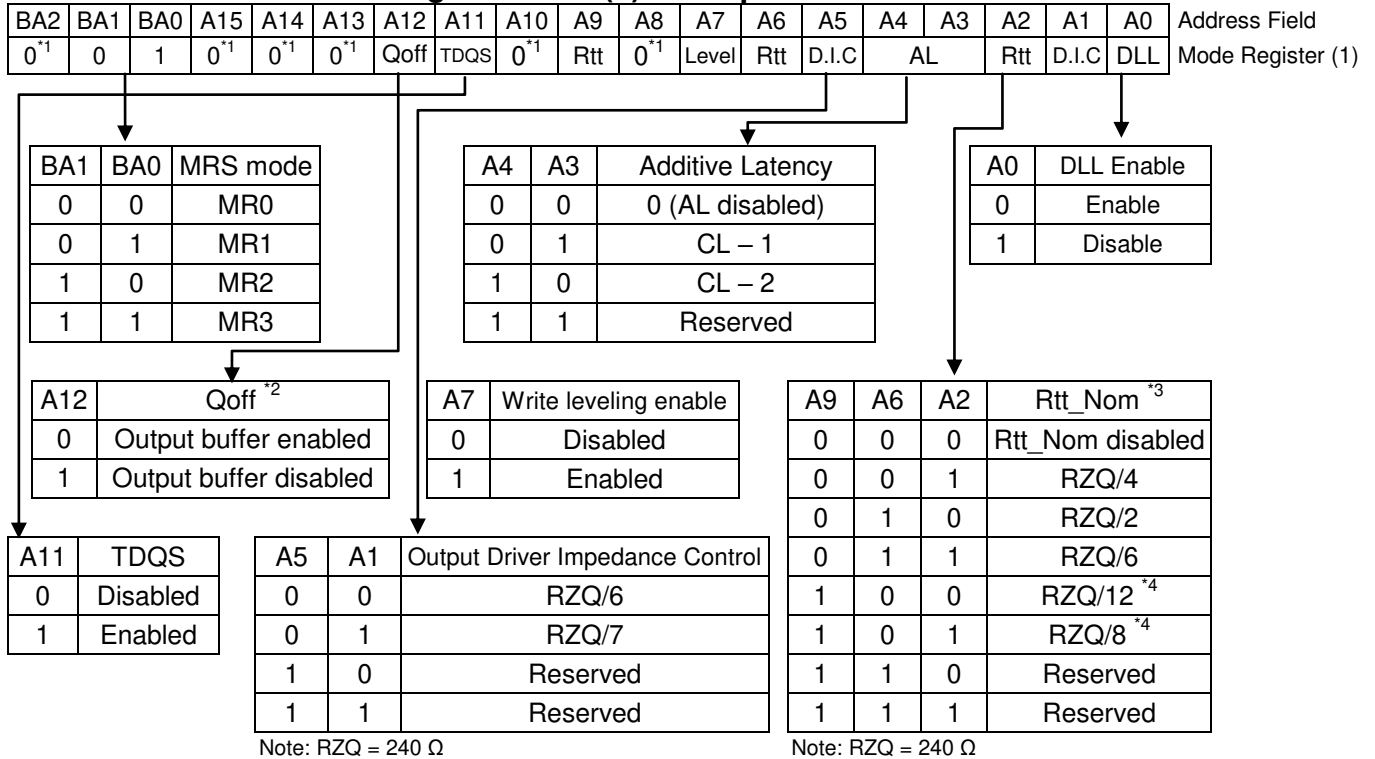 BA2 BA1 BA0 A15 A14 A13 A12 A11 A10 A9 A8 A7 A6 A5 A4 A3 A2 A1 A0 Address Field
0*1 0 1 0*1 0*1 0*1 Qoff TDQS 0*1 Rtt 0*1 Level Rtt D.I.C AL Rtt D.I.C DLL Mode Register (1)
BA1 BA0 MRS mode
0 0 MR0
0 1 MR1
1 0 MR2
1 1 MR3
A4 A3 Additive Latency
0 0 0 (AL disabled)
0 1 CL – 1
1 0 CL – 2
1 1 Reserved
A0 DLL Enable
0 Enable
1 Disable
A12 Qoff *2
0 Output buffer enabled
1 Output buffer disabled
A7 Write leveling enable
0 Disabled
1 Enabled
A9 A6 A2 Rtt_Nom *3
0 0 0 Rtt_Nom disabled
0 0 1 RZQ/4
0 1 0 RZQ/2
0 1 1 RZQ/6
1 0 0 RZQ/12 *4
1 0 1 RZQ/8 *4
1 1 0 Reserved
1 1 1 Reserved
Note: RZQ = 240 Ω
A11 TDQS
0 Disabled
1 Enabled
A5 A1 Output Driver Impedance Control
0 0 RZQ/6
0 1 RZQ/7
1 0 Reserved
1 1 Reserved
Note: RZQ = 240 Ω